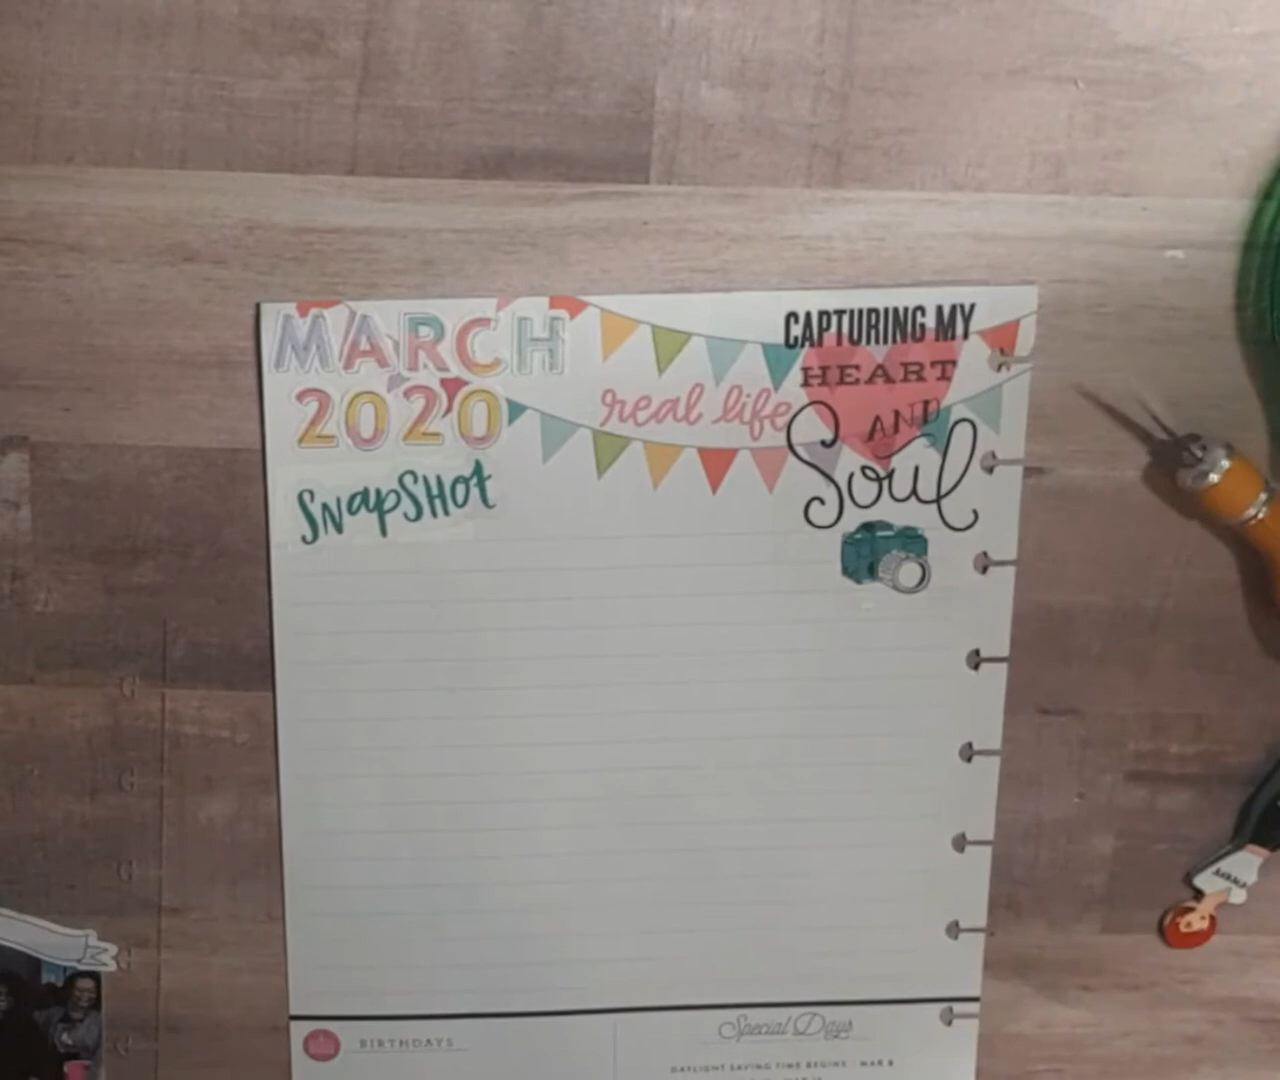 MARCH
2020
SNAPSHOT
real life
CAPTURING MY
HEART
AND
Soul
BIRTHDAYS
Special Days
DAYLIGHT SAVING TIME BEGINS MAR 8